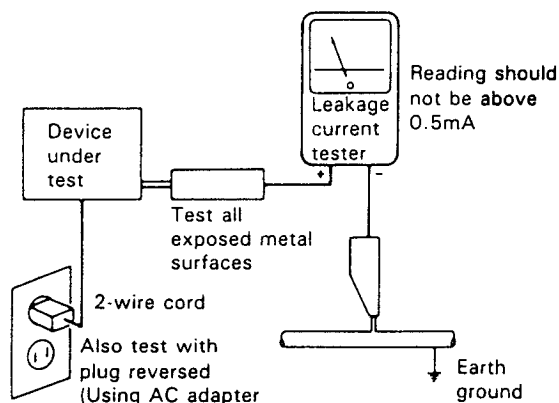 Leakage
current
tester
+ −
Reading should
not be above
0.5mA
Device
under
test
Test all
exposed metal
surfaces
2-wire cord
Also test with
plug reversed
(Using AC adapter
Earth
ground